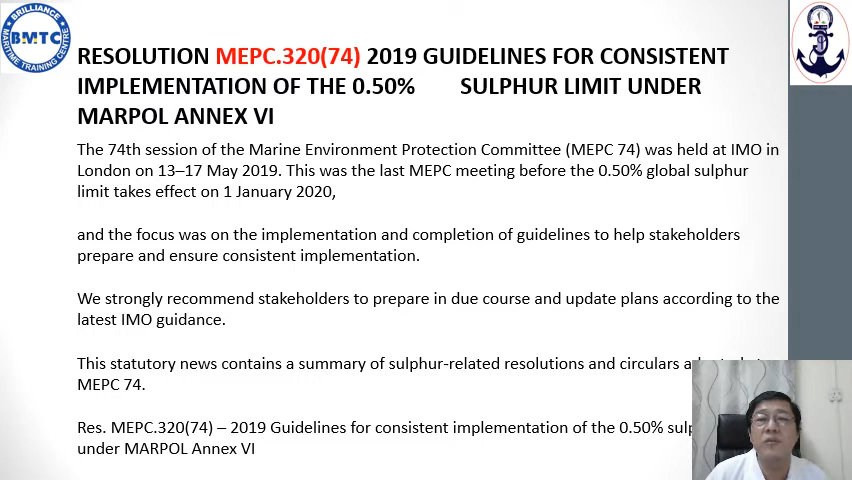 BRILLIANCE
BMTC
MARITIME TRAINING CENTRE
RESOLUTION MEPC.320(74) 2019 GUIDELINES FOR CONSISTENT
IMPLEMENTATION OF THE 0.50% SULPHUR LIMIT UNDER
MARPOL ANNEX VI
The 74th session of the Marine Environment Protection Committee (MEPC 74) was held at IMO in
London on 13–17 May 2019. This was the last MEPC meeting before the 0.50% global sulphur
limit takes effect on 1 January 2020,
and the focus was on the implementation and completion of guidelines to help stakeholders
prepare and ensure consistent implementation.
We strongly recommend stakeholders to prepare in due course and update plans according to the
latest IMO guidance.
This statutory news contains a summary of sulphur-related resolutions and circulars
MEPC 74.
Res. MEPC.320(74) – 2019 Guidelines for consistent implementation of the 0.50%
under MARPOL Annex VI